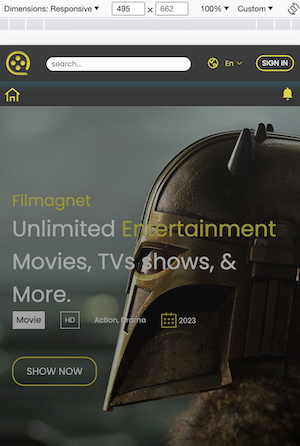 Dimensions: Responsive 495 × 662 100% Custom
search... En SIGN IN
Filmagnet
Unlimited Entertainment
Movies, TVs shows, &
More.
Movie HD Action, Drama 2023
SHOW NOW